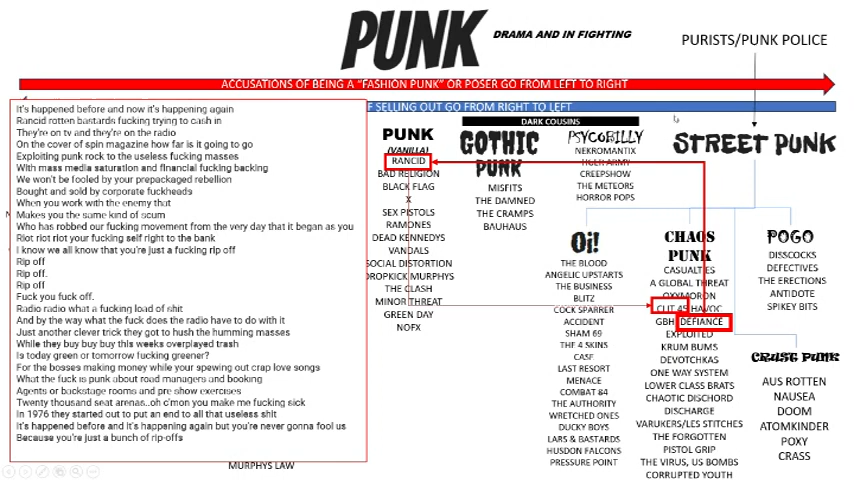 PUNK
DRAMA AND IN FIGHTING
PURISTS/PUNK POLICE
ACCUSATIONS OF BEING A "FASHION PUNK" OR POSER GO FROM LEFT TO RIGHT
F SELLING OUT GO FROM RIGHT TO LEFT
It's happened before and now it's happening again
Rancid rotten bastards fucking trying to cash in
They're on tv and they're on the radio
On the cover of spin magazine how far is it going to go
Exploiting punk rock to the useless fucking masses
With mass media saturation and financial fucking backing
We won't be fooled by your prepackaged rebellion
Bought and sold by corporate fuckheads
When you work with the enemy that
Makes you the same kind of scum
Who has robbed our fucking movement from the very day that it began as you
Riot riot riot your fucking self right to the bank
I know we all know that you're just a fucking rip off
Rip off
Rip off.
Rip off
Fuck you fuck off.
Radio radio what a fucking load of shit
And by the way what the fuck does the radio have to do with it
Just another clever trick they got to hush the humming masses
While they buy buy buy this weeks overplayed trash
Is today green or tomorrow fucking greener?
For the bosses making money while your spewing out crap love songs
What the fuck is punk about road managers and booking
Agents or backstage rooms and pre show exercises
Twenty thousand seat arenas..oh c'mon you make me fucking sick
In 1976 they started out to put an end to all that useless shit
It's happened before and it's happening again but you're never gonna fool us
Because you're just a bunch of rip-offs
MURPHYS LAW
PUNK
(VANILLA)
RANCID
BAD RELIGION
BLACK FLAG
X
SEX PISTOLS
RAMONES
DEAD KENNEDYS
VANDALS
SOCIAL DISTORTION
DROPKICK MURPHYS
THE CLASH
MINOR THREAT
GREEN DAY
NOFX
DARK COUSINS
GOTHIC
PUNK
MISFITS
THE DAMNED
THE CRAMPS
BAUHAUS
PSYCOBILLY
NEKROMANTIX
TIGER ARMY
CREEPSHOW
THE METEORS
HORROR POPS
STREET PUNK
Oi!
THE BLOOD
ANGELIC UPSTARTS
THE BUSINESS
BLITZ
COCK SPARRER
ACCIDENT
SHAM 69
THE 4 SKINS
CASE
LAST RESORT
MENACE
COMBAT 84
THE AUTHORITY
WRETCHED ONES
DUCKY BOYS
LARS & BASTARDS
HUSDON FALCONS
PRESSURE POINT
CHAOS
PUNK
CASUALTIES
A GLOBAL THREAT
OXYMORON
CLIT 45 HAVOC
GBH DEFIANCE
EXPLOITED
KRUM BUMS
DEVOTCHKAS
ONE WAY SYSTEM
LOWER CLASS BRATS
CHAOTIC DISCHORD
DISCHARGE
VARUKERS/LES STITCHES
THE FORGOTTEN
PISTOL GRIP
THE VIRUS, US BOMBS
CORRUPTED YOUTH
POGO
DISSCOCKS
DEFECTIVES
THE ERECTIONS
ANTIDOTE
SPIKEY BITS
CRUST PUNK
AUS ROTTEN
NAUSEA
DOOM
ATOMKINDER
POXY
CRASS